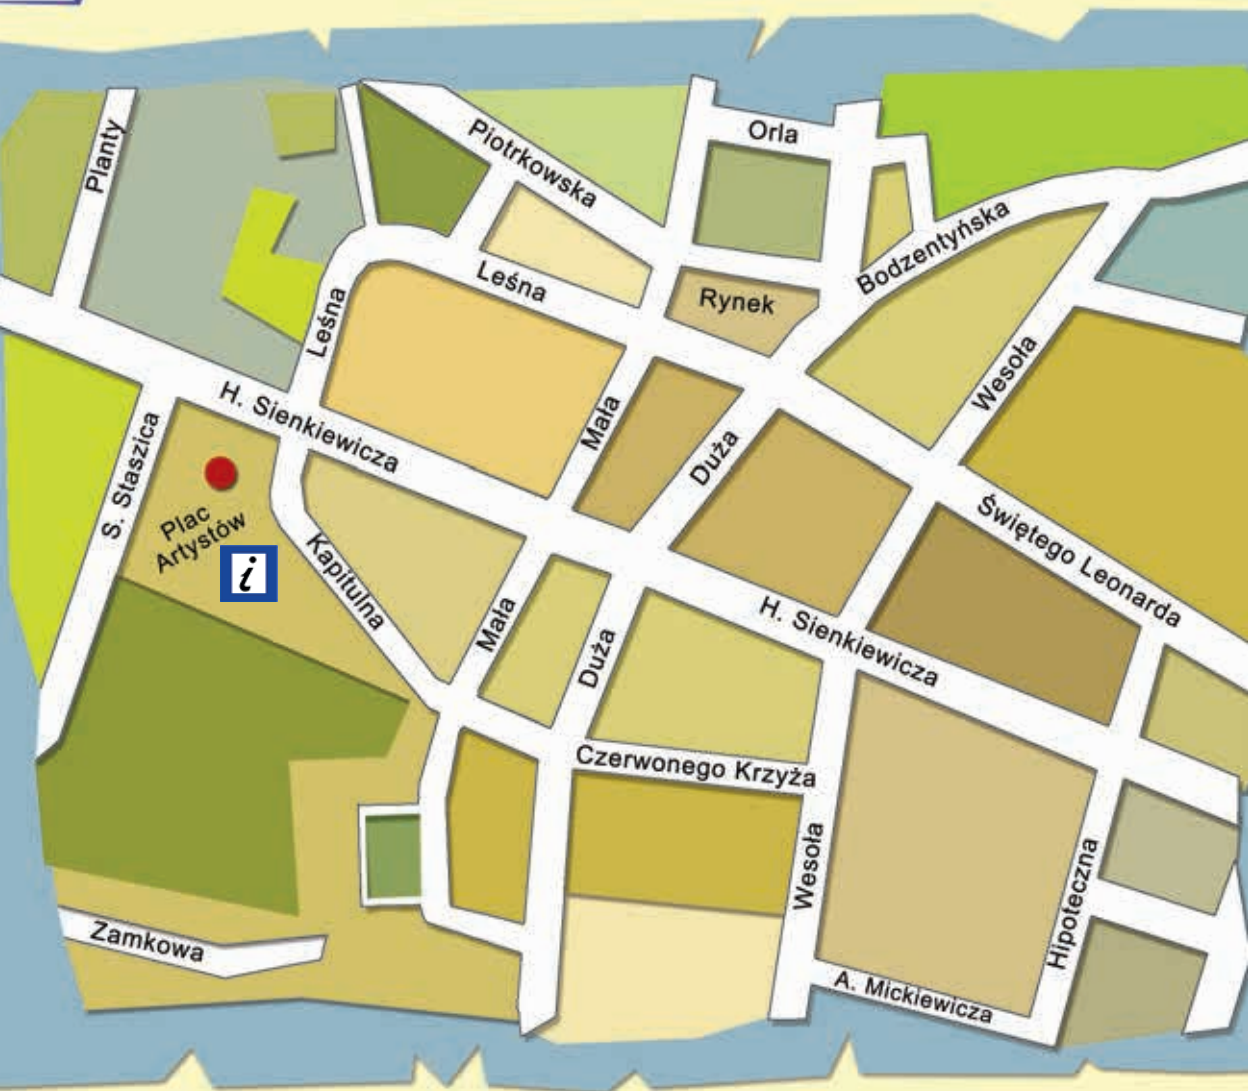 Planty
Piotrkowska
Orla
Bodzentyńska
Leśna
Rynek
Leśna
Wesoła
H. Sienkiewicza
Mała
Duża
S. Staszica
Plac
Artystów
i
Kapitulna
Świętego Leonarda
Mała
Duża
H. Sienkiewicza
Czerwonego Krzyża
Wesoła
Hipoteczna
Zamkowa
A. Mickiewicza